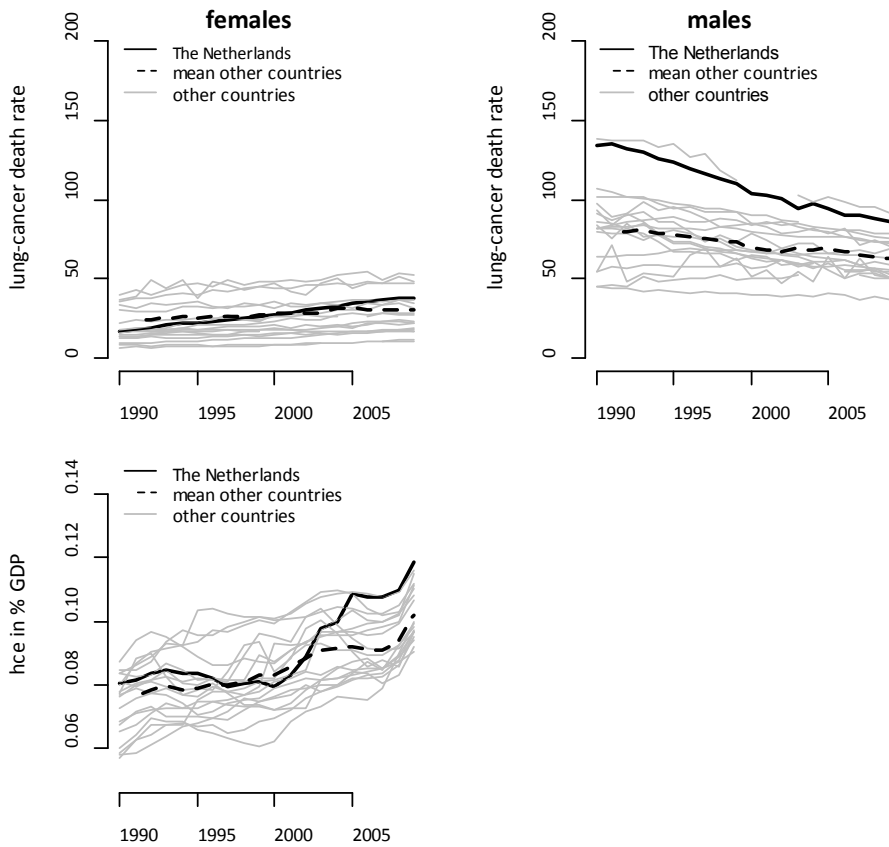 females
200
150
100
50
0
lung-cancer death rate
The Netherlands
mean other countries
other countries
1990 1995 2000 2005
males
200
150
100
50
0
lung-cancer death rate
The Netherlands
mean other countries
other countries
1990 1995 2000 2005
0.14
0.12
0.10
0.08
0.06
hce in % GDP
The Netherlands
mean other countries
other countries
1990 1995 2000 2005